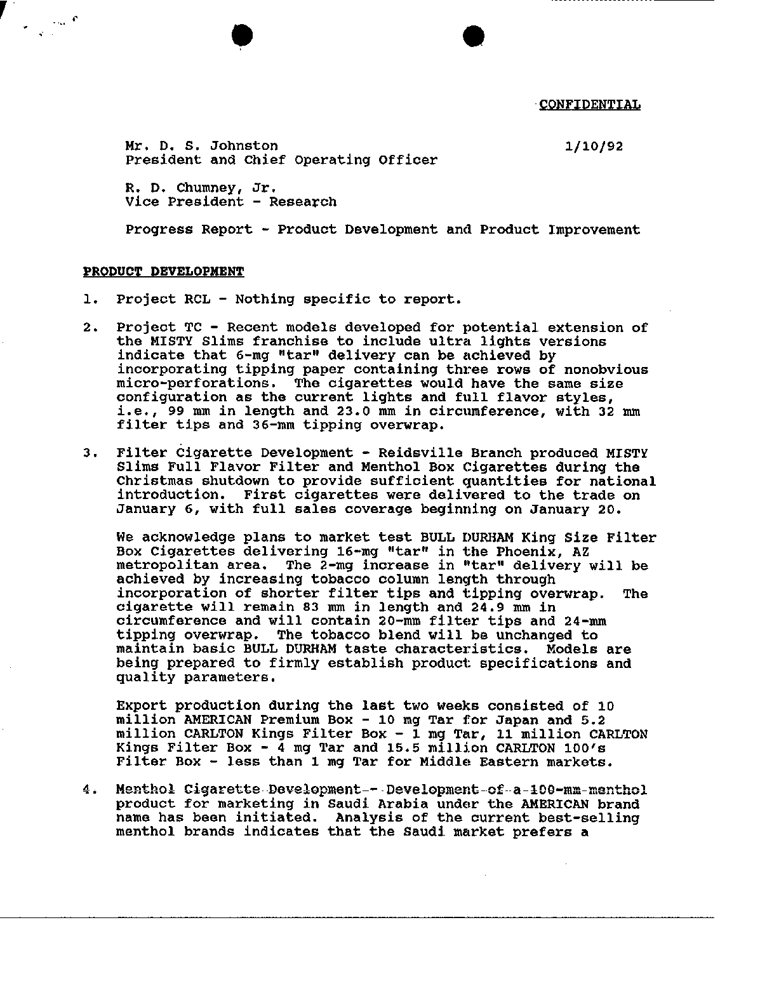 CONFIDENTIAL
Mr. D. S. Johnston 1/10/92
President and Chief Operating Officer
R. D. Chumney, Jr.
Vice President - Research
Progress Report - Product Development and Product Improvement
PRODUCT DEVELOPMENT
1. Project RCL - Nothing specific to report.
2. Project TC - Recent models developed for potential extension of
the MISTY Slims franchise to include ultra lights versions
indicate that 6-mg "tar" delivery can be achieved by
incorporating tipping paper containing three rows of nonobvious
micro-perforations. The cigarettes would have the same size
configuration as the current lights and full flavor styles,
i.e., 99 mm in length and 23.0 mm in circumference, with 32 mm
filter tips and 36-mm tipping overwrap.
3. Filter Cigarette Development - Reidsville Branch produced MISTY
Slims Full Flavor Filter and Menthol Box Cigarettes during the
Christmas shutdown to provide sufficient quantities for national
introduction. First cigarettes were delivered to the trade on
January 6, with full sales coverage beginning on January 20.
We acknowledge plans to market test BULL DURHAM King Size Filter
Box Cigarettes delivering 16-mg "tar" in the Phoenix, AZ
metropolitan area. The 2-mg increase in "tar" delivery will be
achieved by increasing tobacco column length through
incorporation of shorter filter tips and tipping overwrap. The
cigarette will remain 83 mm in length and 24.9 mm in
circumference and will contain 20-mm filter tips and 24-mm
tipping overwrap. The tobacco blend will be unchanged to
maintain basic BULL DURHAM taste characteristics. Models are
being prepared to firmly establish product specifications and
quality parameters.
Export production during the last two weeks consisted of 10
million AMERICAN Premium Box - 10 mg Tar for Japan and 5.2
million CARLTON Kings Filter Box - 1 mg Tar, 11 million CARLTON
Kings Filter Box - 4 mg Tar and 15.5 million CARLTON 100's
Filter Box - less than 1 mg Tar for Middle Eastern markets.
4. Menthol Cigarette Development - Development of a 100-mm menthol
product for marketing in Saudi Arabia under the AMERICAN brand
name has been initiated. Analysis of the current best-selling
menthol brands indicates that the Saudi market prefers a